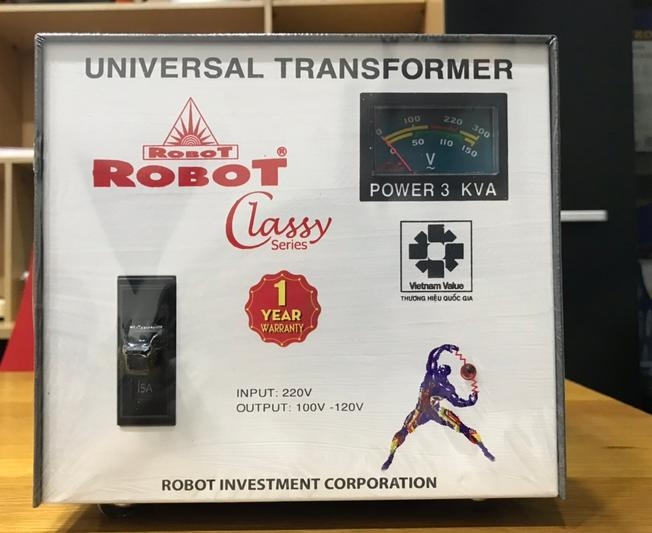 UNIVERSAL TRANSFORMER
ROBOT
ROBOT®
Classy
Series
0 100 220 300
0 50 110 150
V
~
POWER 3 KVA
Vietnam Value
THƯƠNG HIỆU QUỐC GIA
1
YEAR
WARRANTY
15A
INPUT: 220V
OUTPUT: 100V -120V
ROBOT INVESTMENT CORPORATION